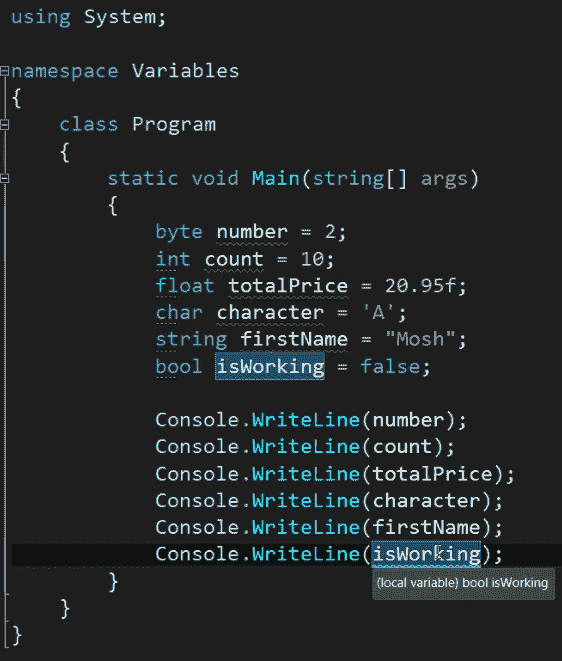 using System;
namespace Variables
{
class Program
{
static void Main(string[] args)
{
byte number = 2;
int count = 10;
float totalPrice = 20.95f;
char character = 'A';
string firstName = "Mosh";
bool isWorking = false;
Console.WriteLine(number);
Console.WriteLine(count);
Console.WriteLine(totalPrice);
Console.WriteLine(character);
Console.WriteLine(firstName);
Console.WriteLine(isWorking);
}
(local variable) bool isWorking
}
}